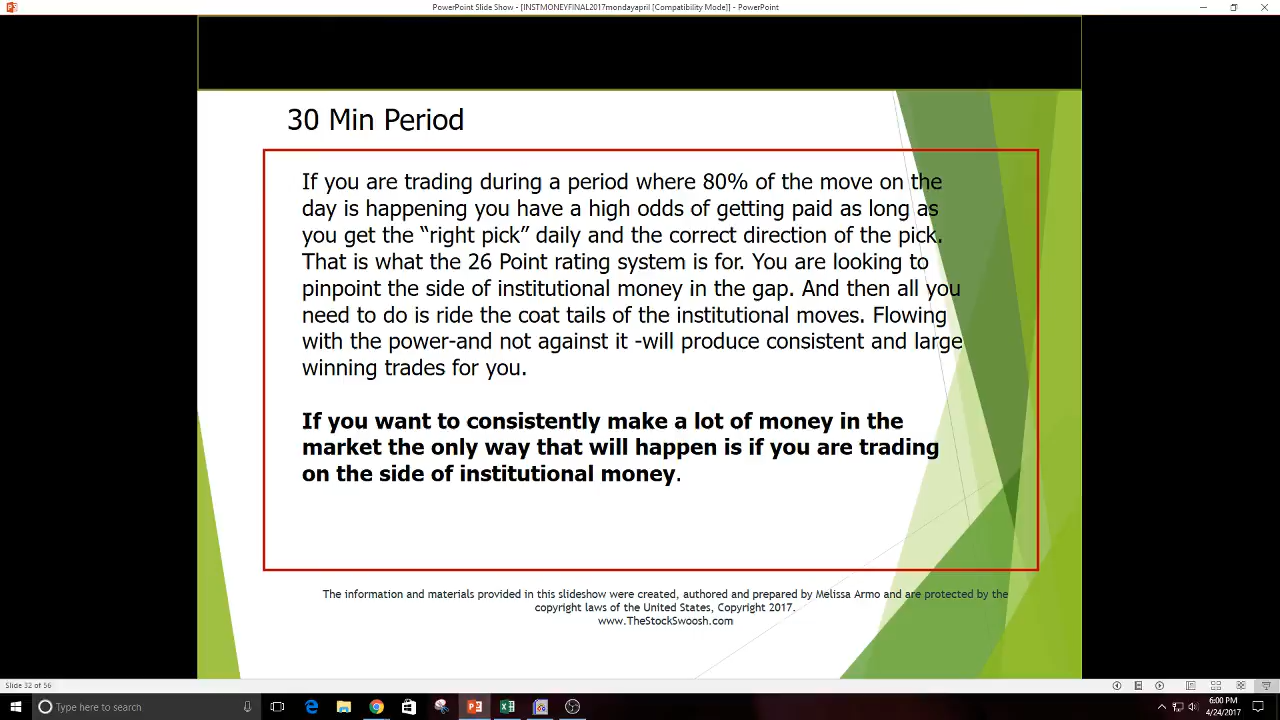 PowerPoint Slide Show - [INSTMONEYFINAL2017mondayapril [Compatibility Mode]] - PowerPoint
30 Min Period
If you are trading during a period where 80% of the move on the
day is happening you have a high odds of getting paid as long as
you get the “right pick” daily and the correct direction of the pick.
That is what the 26 Point rating system is for. You are looking to
pinpoint the side of institutional money in the gap. And then all you
need to do is ride the coat tails of the institutional moves. Flowing
with the power-and not against it -will produce consistent and large
winning trades for you.
If you want to consistently make a lot of money in the
market the only way that will happen is if you are trading
on the side of institutional money.
The information and materials provided in this slideshow were created, authored and prepared by Melissa Armo and are protected by the
copyright laws of the United States, Copyright 2017.
www.TheStockSwoosh.com
Slide 32 of 56
Type here to search
6:00 PM
4/24/2017